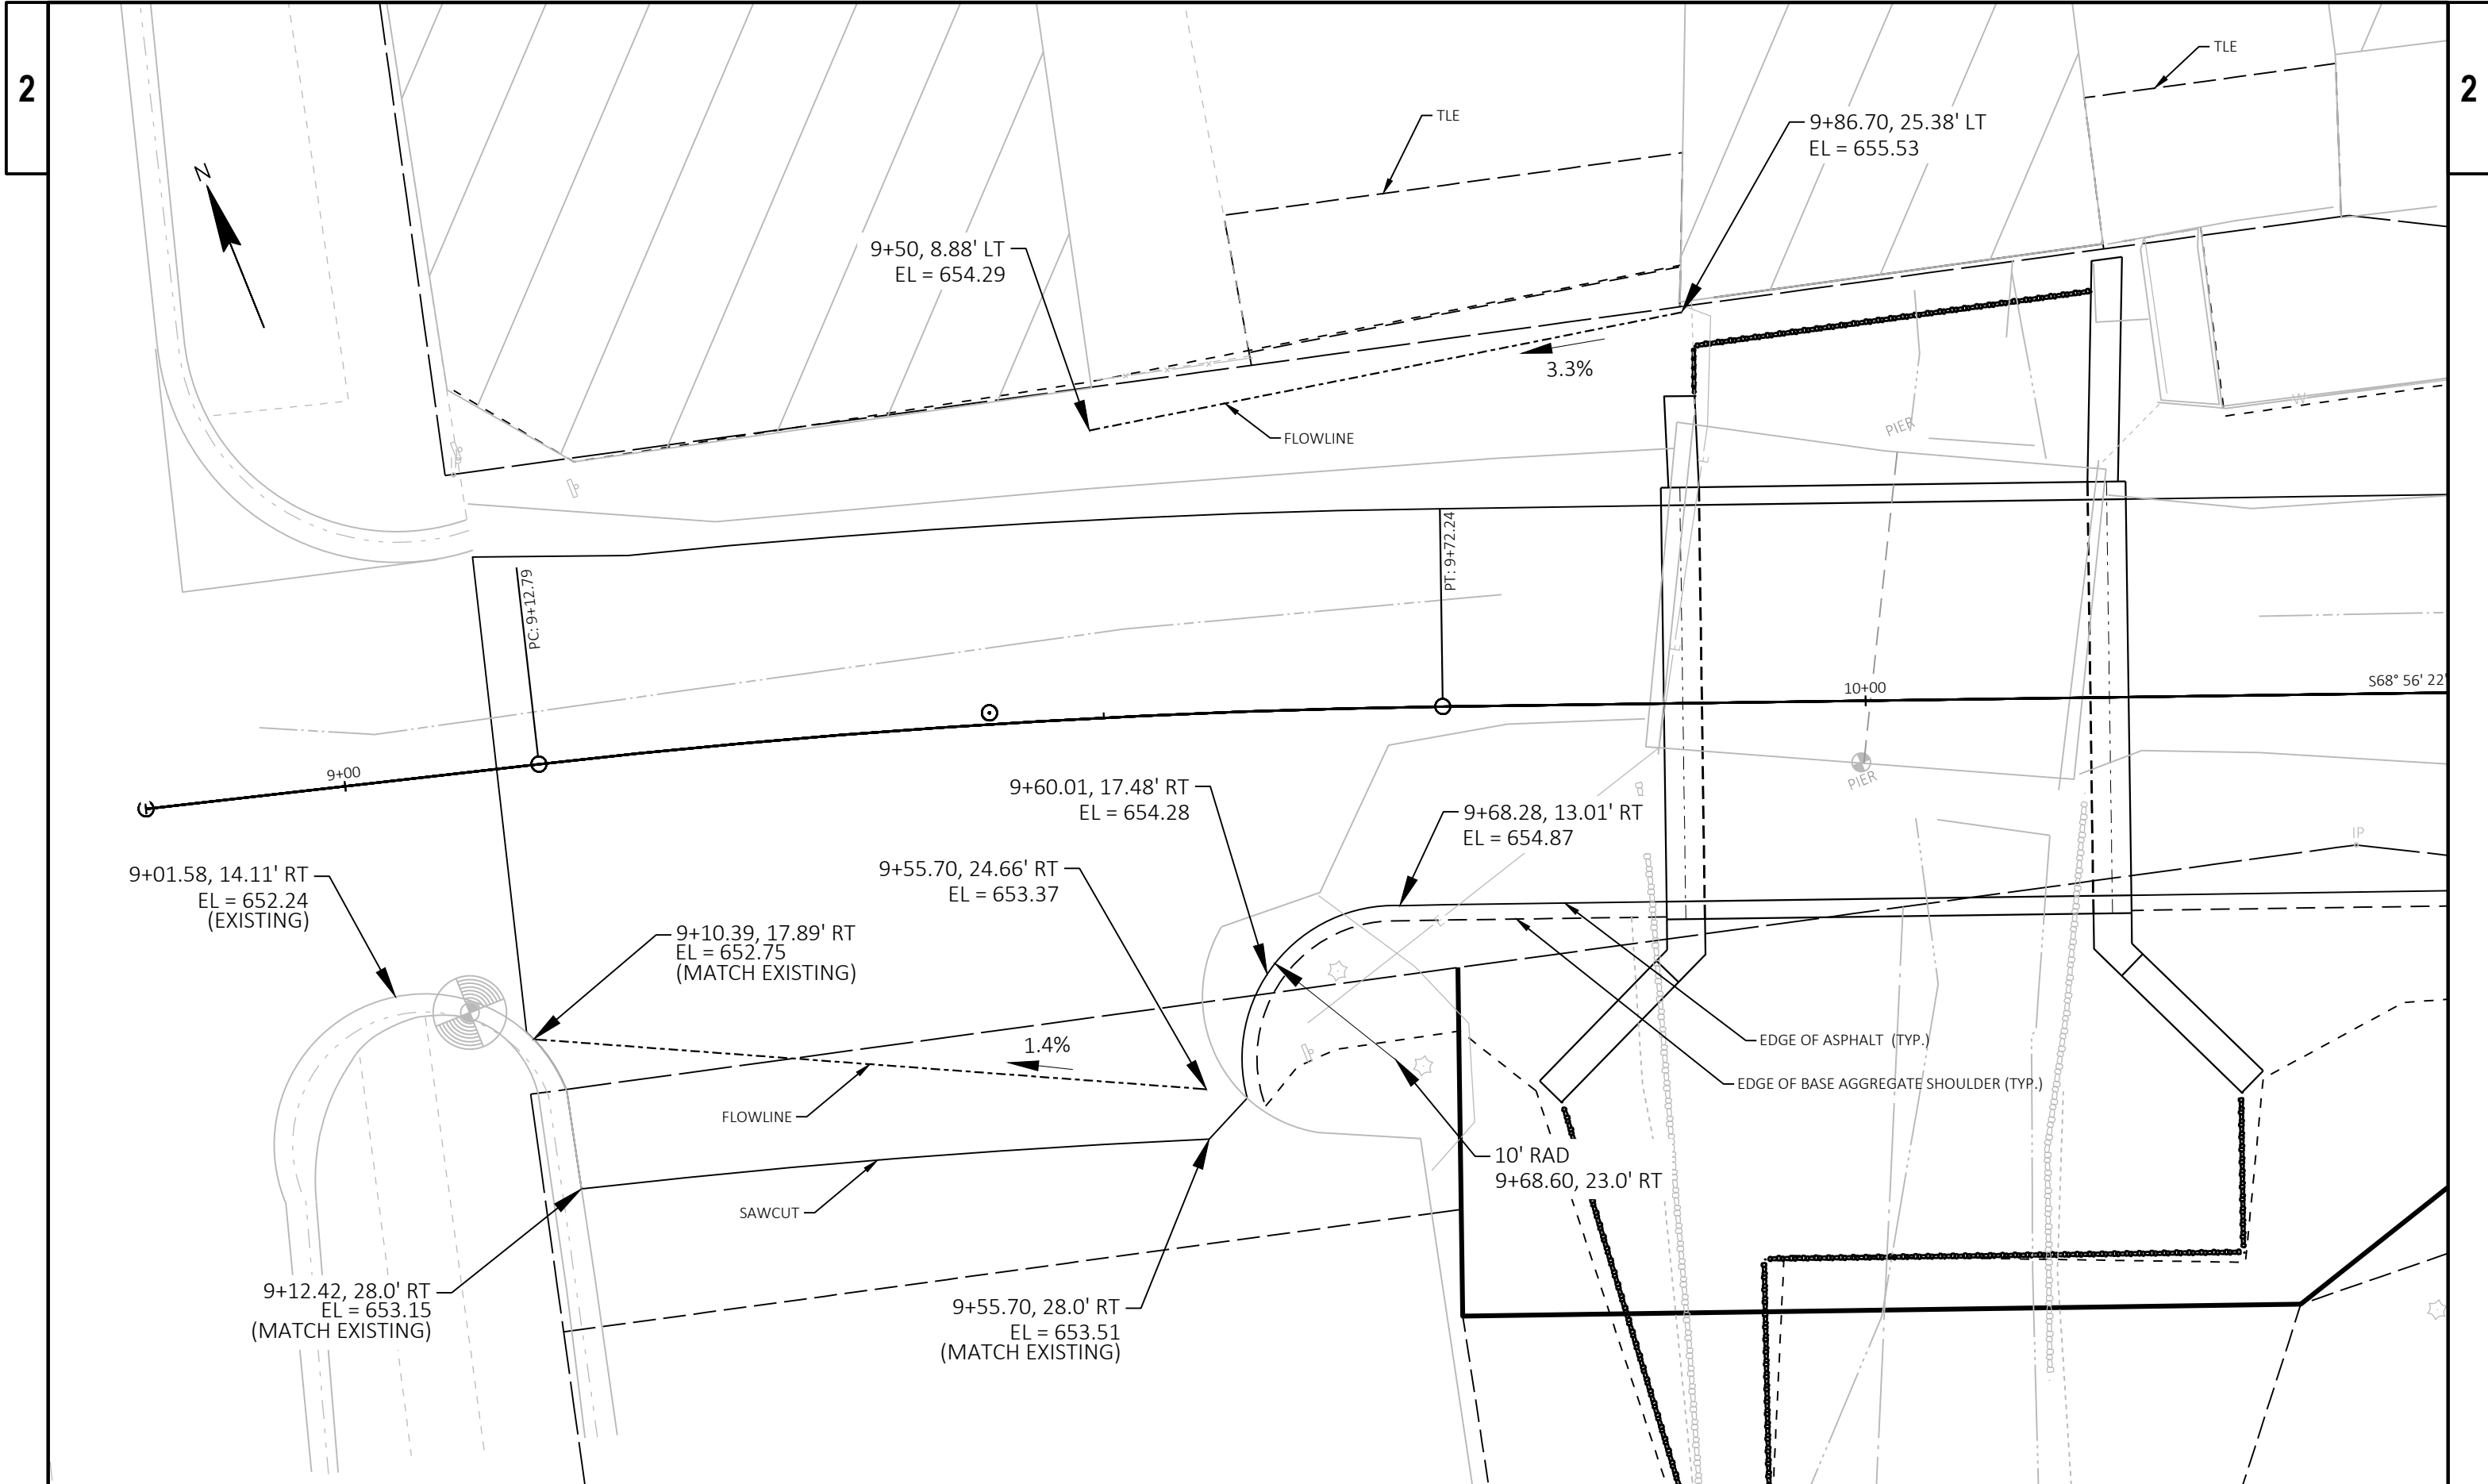 2
2
N
TLE
TLE
9+86.70, 25.38' LT
EL = 655.53
9+50, 8.88' LT
EL = 654.29
3.3%
FLOWLINE
PIER
W
E
PC: 9+12.79
PT: 9+72.24
E
9+00
10+00
S68° 56' 22"
PIER
9+60.01, 17.48' RT
EL = 654.28
9+68.28, 13.01' RT
EL = 654.87
IP
9+55.70, 24.66' RT
EL = 653.37
9+01.58, 14.11' RT
EL = 652.24
(EXISTING)
9+10.39, 17.89' RT
EL = 652.75
(MATCH EXISTING)
1.4%
EDGE OF ASPHALT (TYP.)
EDGE OF BASE AGGREGATE SHOULDER (TYP.)
FLOWLINE
10' RAD
9+68.60, 23.0' RT
SAWCUT
9+12.42, 28.0' RT
EL = 653.15
(MATCH EXISTING)
9+55.70, 28.0' RT
EL = 653.51
(MATCH EXISTING)